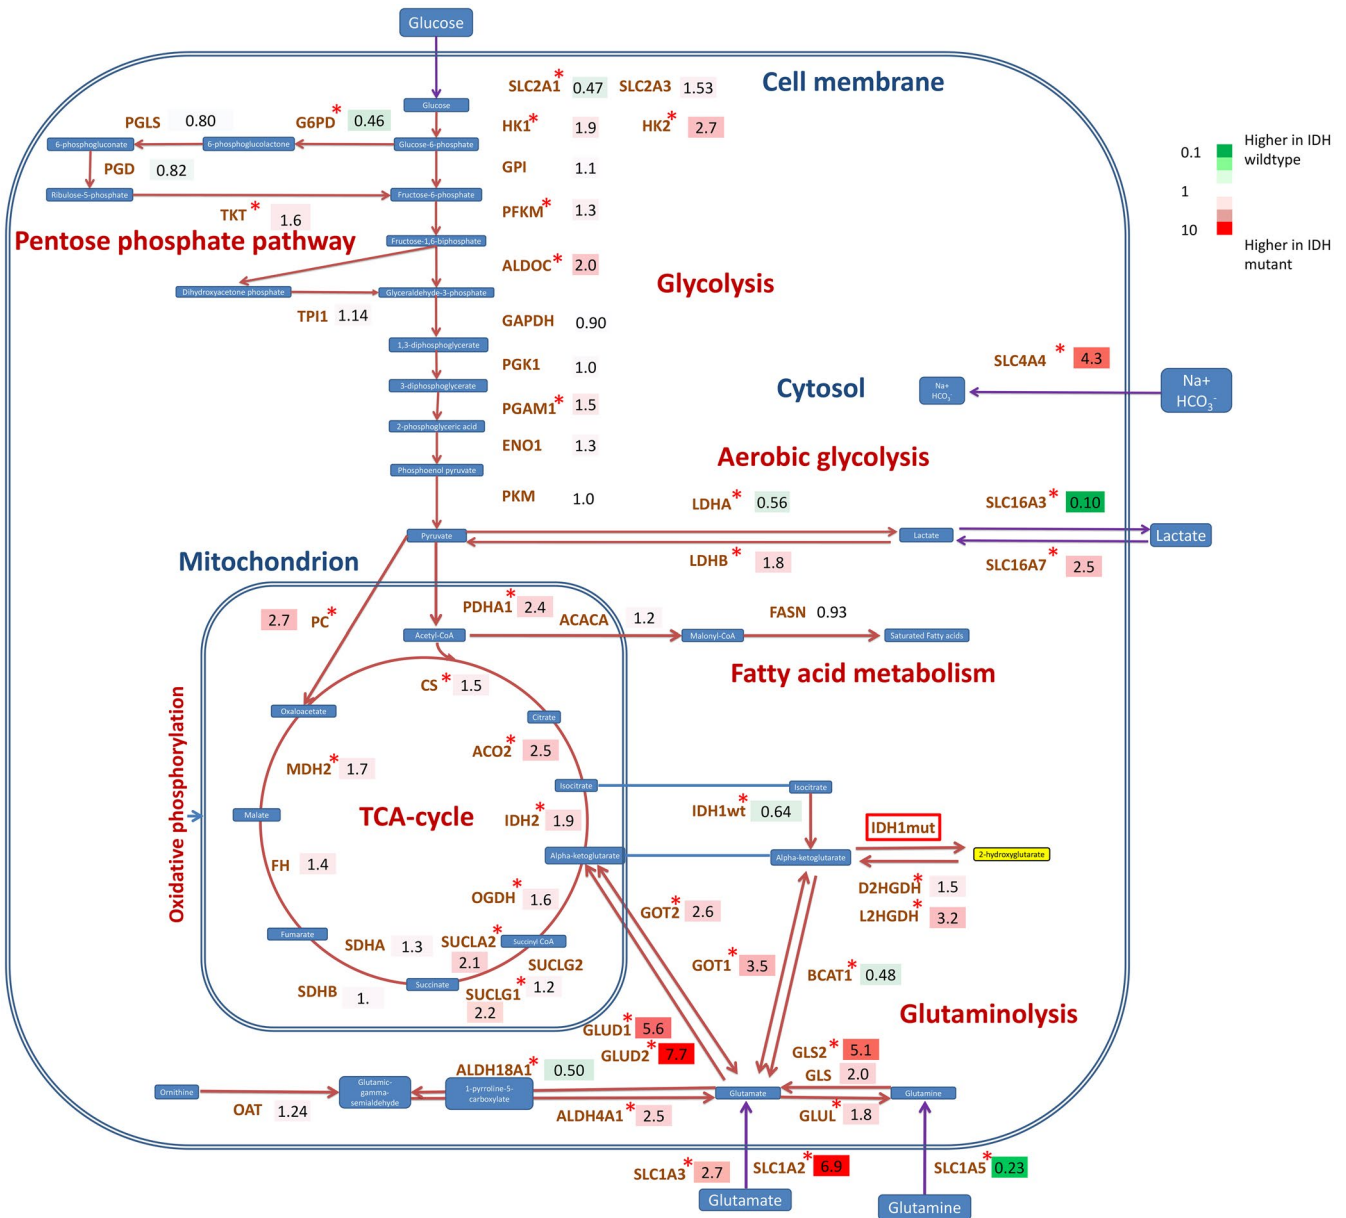 Glucose
Cell membrane
SLC2A1* 0.47 SLC2A3 1.53
Glucose
PGLS 0.80 G6PD* 0.46
HK1* 1.9 HK2* 2.7
6-phosphogluconate 6-phosphoglucolactone Glucose-6-phosphate
PGD 0.82
GPI 1.1
Ribulose-5-phosphate Fructose-6-phosphate
TKT* 1.6
PFKM* 1.3
Pentose phosphate pathway
Fructose-1,6-biphosphate
ALDOC* 2.0
Glycolysis
Dihydroxyacetone phosphate Glyceraldehyde-3-phosphate
TPI1 1.14
GAPDH 0.90
1,3-diphosphoglycerate
PGK1 1.0
3-diphosphoglycerate
PGAM1* 1.5
2-phosphoglyceric acid
ENO1 1.3
Phosphoenol pyruvate
PKM 1.0
0.1
1
10
Higher in IDH
wildtype
Higher in IDH
mutant
SLC4A4* 4.3
Cytosol
Na+
HCO3-
Na+
HCO3-
Aerobic glycolysis
LDHA* 0.56
SLC16A3* 0.10
Pyruvate
Lactate
Lactate
LDHB* 1.8
SLC16A7* 2.5
Mitochondrion
2.7 PC*
PDHA1* 2.4
ACACA 1.2
FASN 0.93
Acetyl-CoA Malonyl-CoA Saturated Fatty acids
Fatty acid metabolism
Oxidative phosphorylation
CS* 1.5
Oxaloacetate
Citrate
MDH2* 1.7
ACO2* 2.5
Isocitrate
Isocitrate
Malate
TCA-cycle
IDH2* 1.9
IDH1wt* 0.64
IDH1mut
Alpha-ketoglutarate
Alpha-ketoglutarate
2-hydroxyglutarate
FH 1.4
OGDH* 1.6
D2HGDH* 1.5
L2HGDH* 3.2
GOT2* 2.6
Fumarate
SDHA 1.3
SUCLA2* 2.1
Succinyl CoA
SUCLG2
1.2
SDHB 1.
Succinate
SUCLG1* 2.2
GOT1* 3.5
BCAT1* 0.48
Glutaminolysis
GLUD1* 5.6
GLUD2* 7.7
GLS2* 5.1
GLS 2.0
ALDH18A1* 0.50
Ornithine
Glutamic-
gamma-
semialdehyde
1-pyrroline-5-
carboxylate
Glutamate
Glutamine
OAT 1.24
ALDH4A1* 2.5
GLUL* 1.8
SLC1A3* 2.7
SLC1A2* 6.9
SLC1A5* 0.23
Glutamate
Glutamine